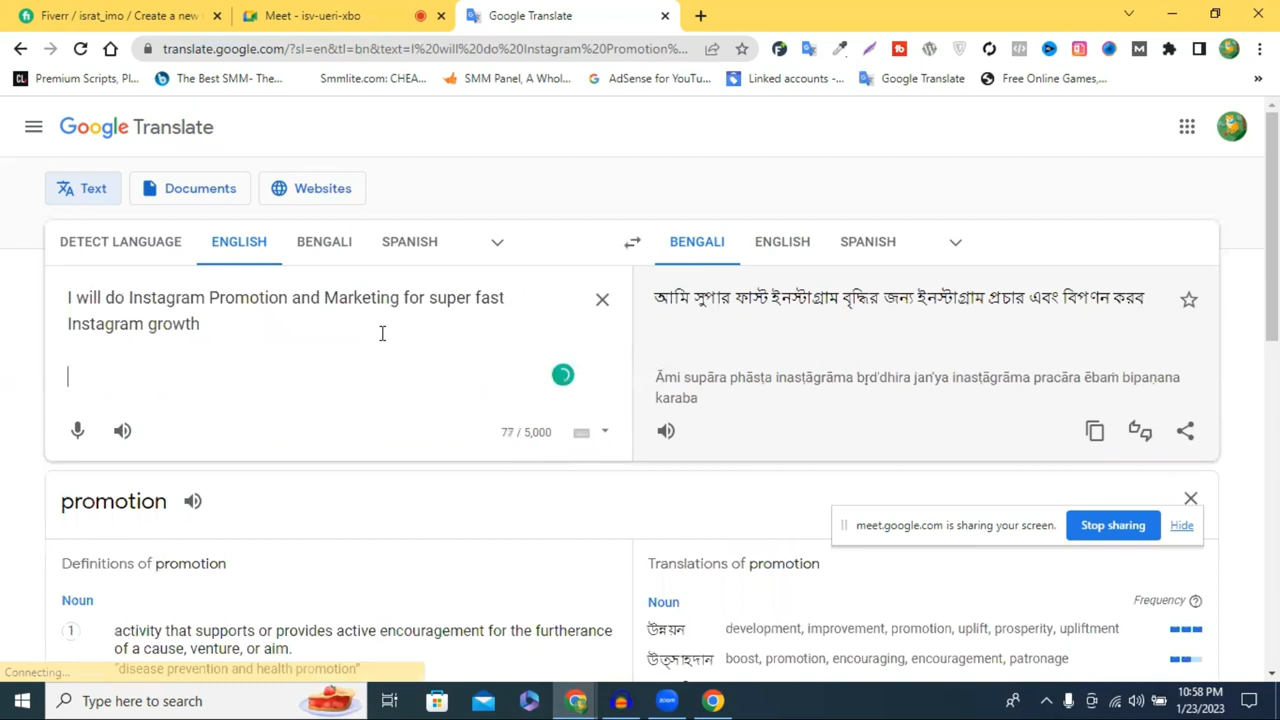 Fiverr / israt_imo / Create a new
Meet - isv-ueri-xbo
Google Translate
translate.google.com/?sl=en&tl=bn&text=I%20will%20do%20Instagram%20Promotion%...
CL Premium Scripts, Pl...
The Best SMM- The...
Smmlite.com: CHEA...
SMM Panel, A Whol...
AdSense for YouTu...
Linked accounts -...
Google Translate
Free Online Games,...
Google Translate
Text
Documents
Websites
DETECT LANGUAGE
ENGLISH
BENGALI
SPANISH
BENGALI
ENGLISH
SPANISH
I will do Instagram Promotion and Marketing for super fast
Instagram growth
আমি সুপার ফাস্ট ইনস্টাগ্রাম বৃদ্ধির জন্য ইনস্টাগ্রাম প্রচার এবং বিপণন করব
Āmi supāra phāsṭa inasṭāgrāma br̥d'dhira jan'ya inasṭāgrāma pracāra ēbaṁ bipaṇana
karaba
77 / 5,000
promotion
meet.google.com is sharing your screen.
Stop sharing
Hide
Definitions of promotion
Translations of promotion
Noun
1
activity that supports or provides active encouragement for the furtherance
of a cause, venture, or aim.
"disease prevention and health promotion"
Noun
Frequency
উন্নয়ন
development, improvement, promotion, uplift, prosperity, upliftment
উত্সাহদান
boost, promotion, encouraging, encouragement, patronage
Connecting...
Type here to search
10:58 PM
1/23/2023